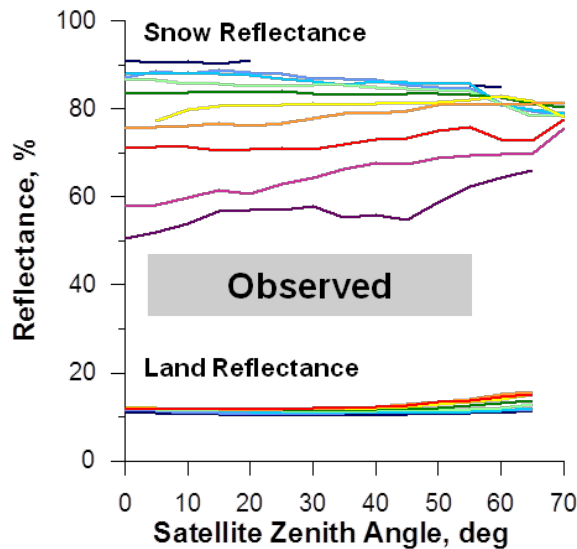 100
Snow Reflectance
80
60
Reflectance, %
Observed
40
Land Reflectance
20
0
0 10 20 30 40 50 60 70
Satellite Zenith Angle, deg